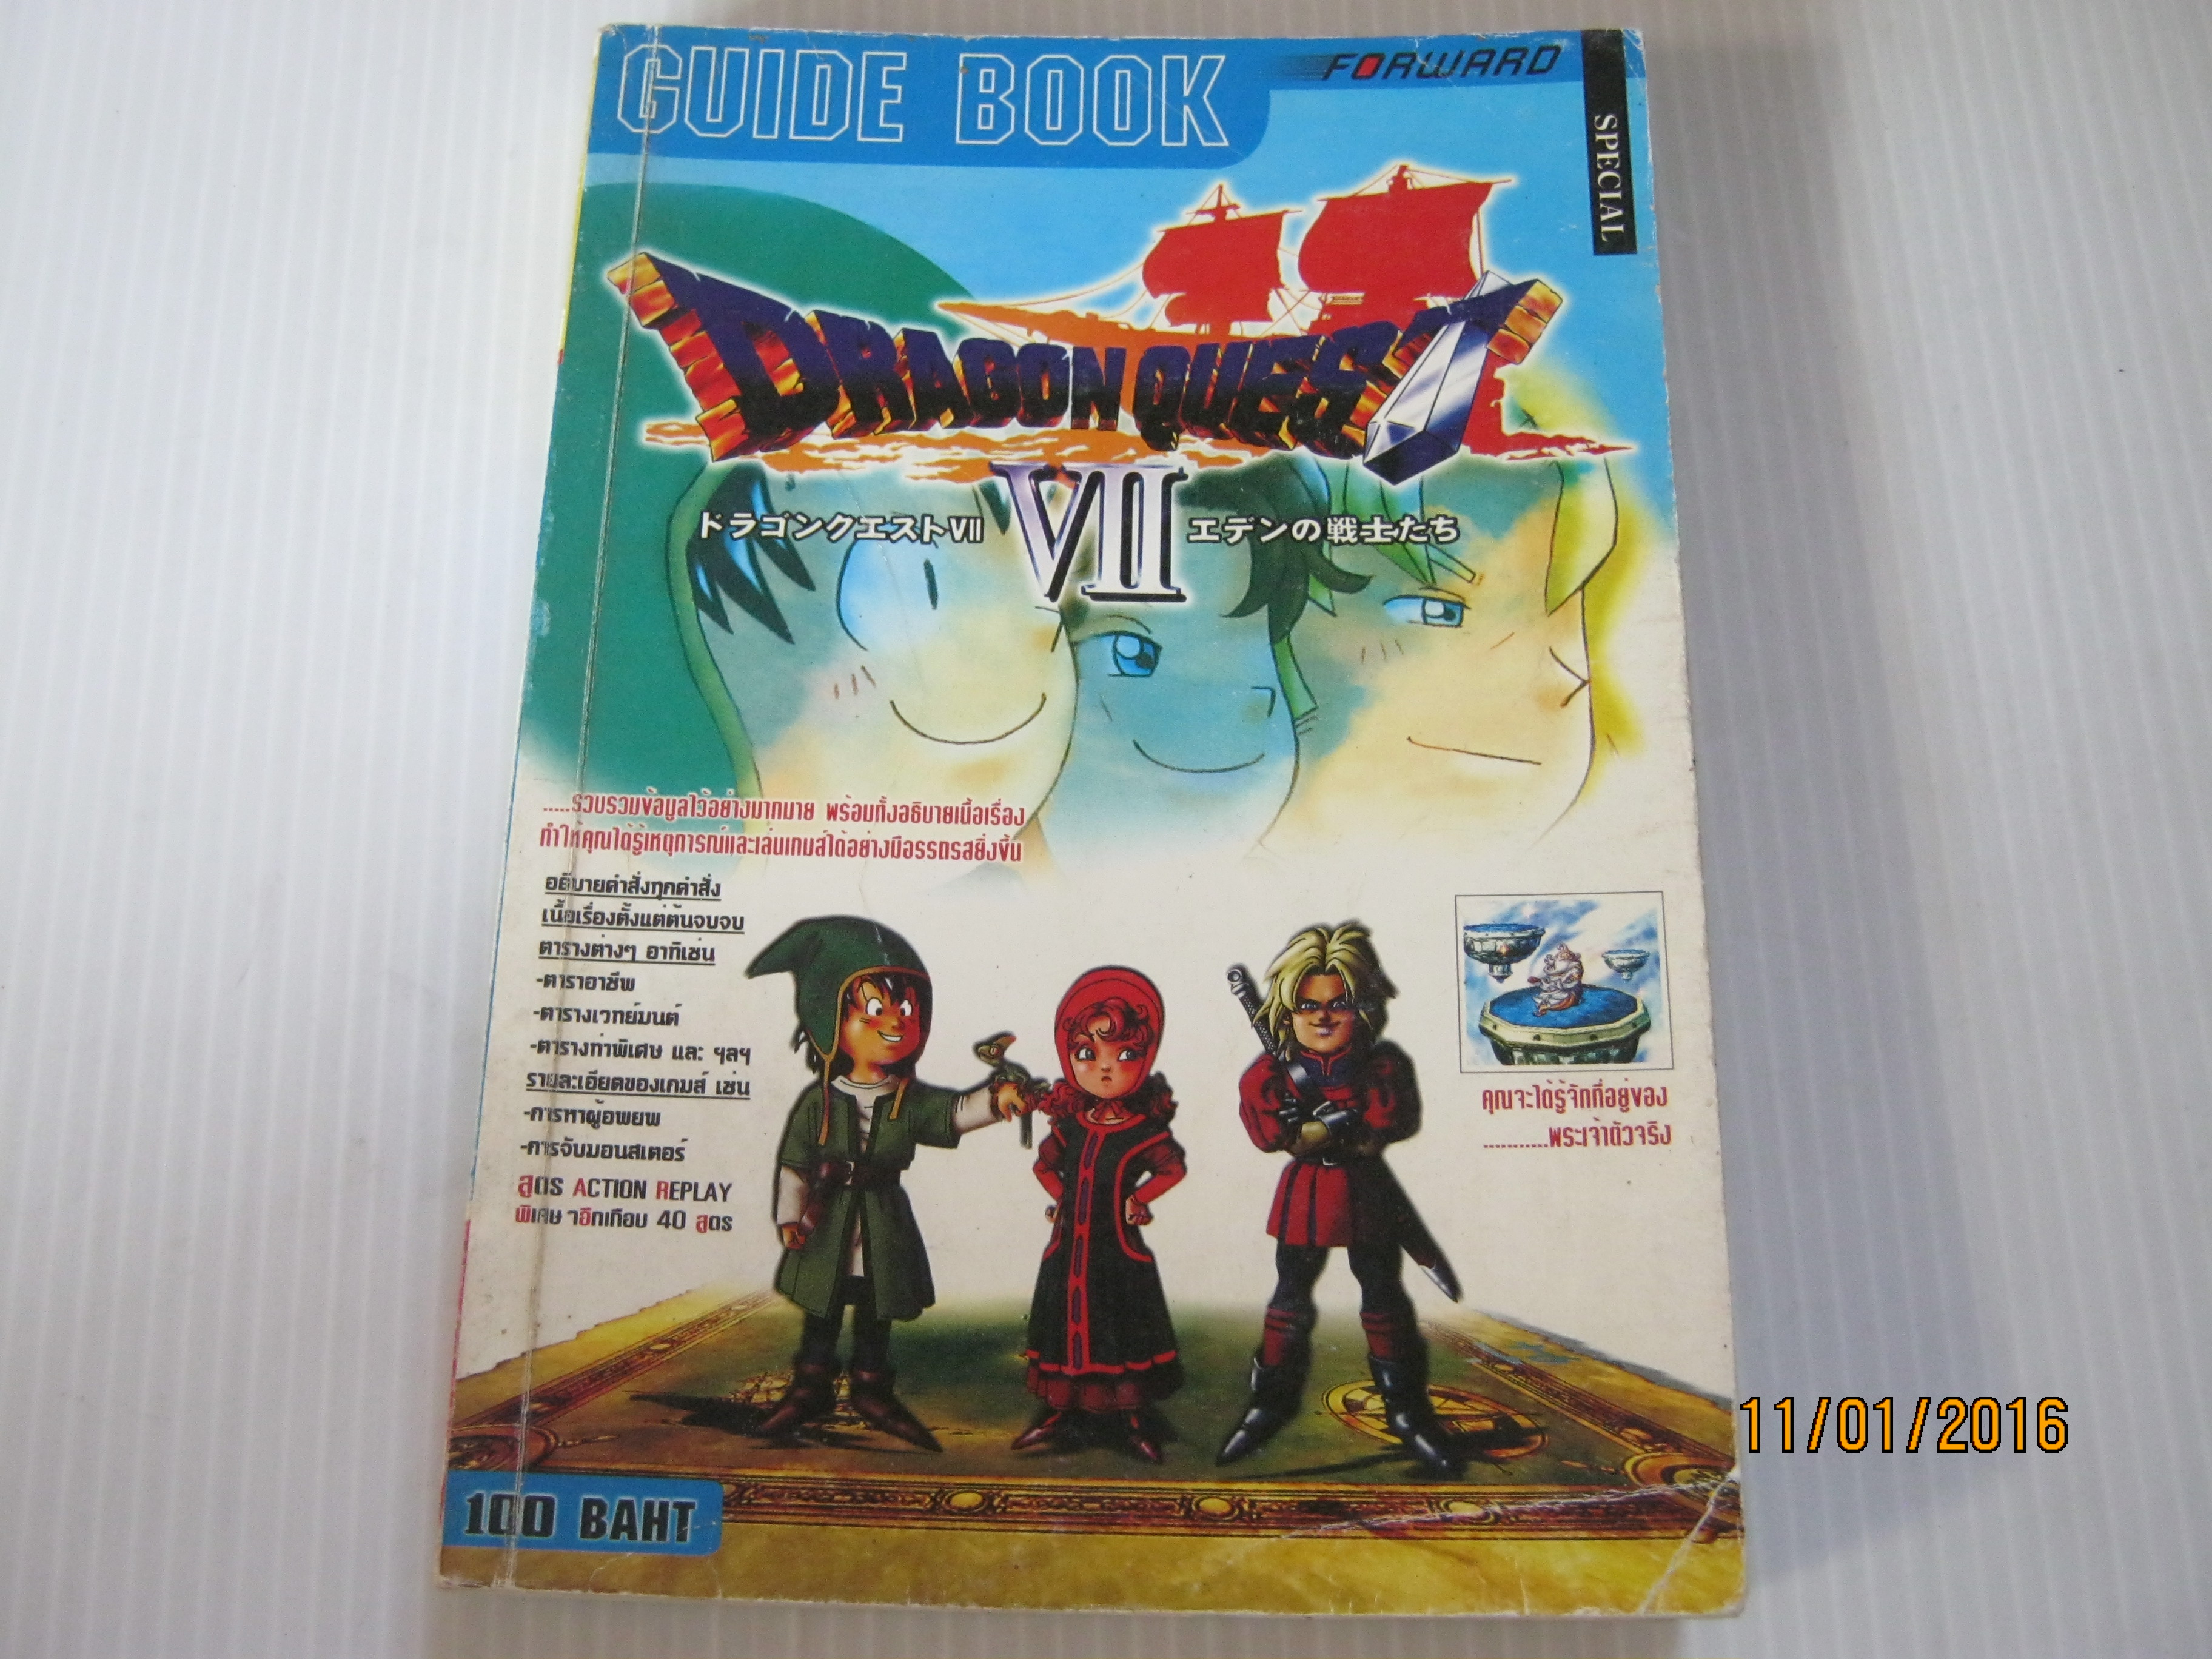 GUIDE BOOK
FORWARD
SPECIAL
DRAGON QUEST
VII
ドラゴンクエストVII
エデンの戦士たち
.....รวบรวมข้อมูลไว้อย่างมากมาย พร้อมทั้งอธิบายเนื้อเรื่อง
ทำให้คุณได้รู้เหตุการณ์และเล่นเกมส์ได้อย่างมีอรรถรสยิ่งขึ้น
อธิบายคำสั่งทุกคำสั่ง
เนื้อเรื่องตั้งแต่ต้นจบจบ
ตารางต่างๆ อาทิเช่น
-ตาราอาชีพ
-ตารางเวทย์มนต์
-ตารางท่าพิเศษ และ ฯลฯ
รายละเอียดของเกมส์ เช่น
-การหาผู้อพยพ
-การจับมอนสเตอร์
สูตร ACTION REPLAY
พิเศษ ๆอีกเกือบ 40 สูตร
คุณจะได้รู้จักที่อยู่ของ
...........พระเจ้าตัวจริง
100 BAHT
11/01/2016